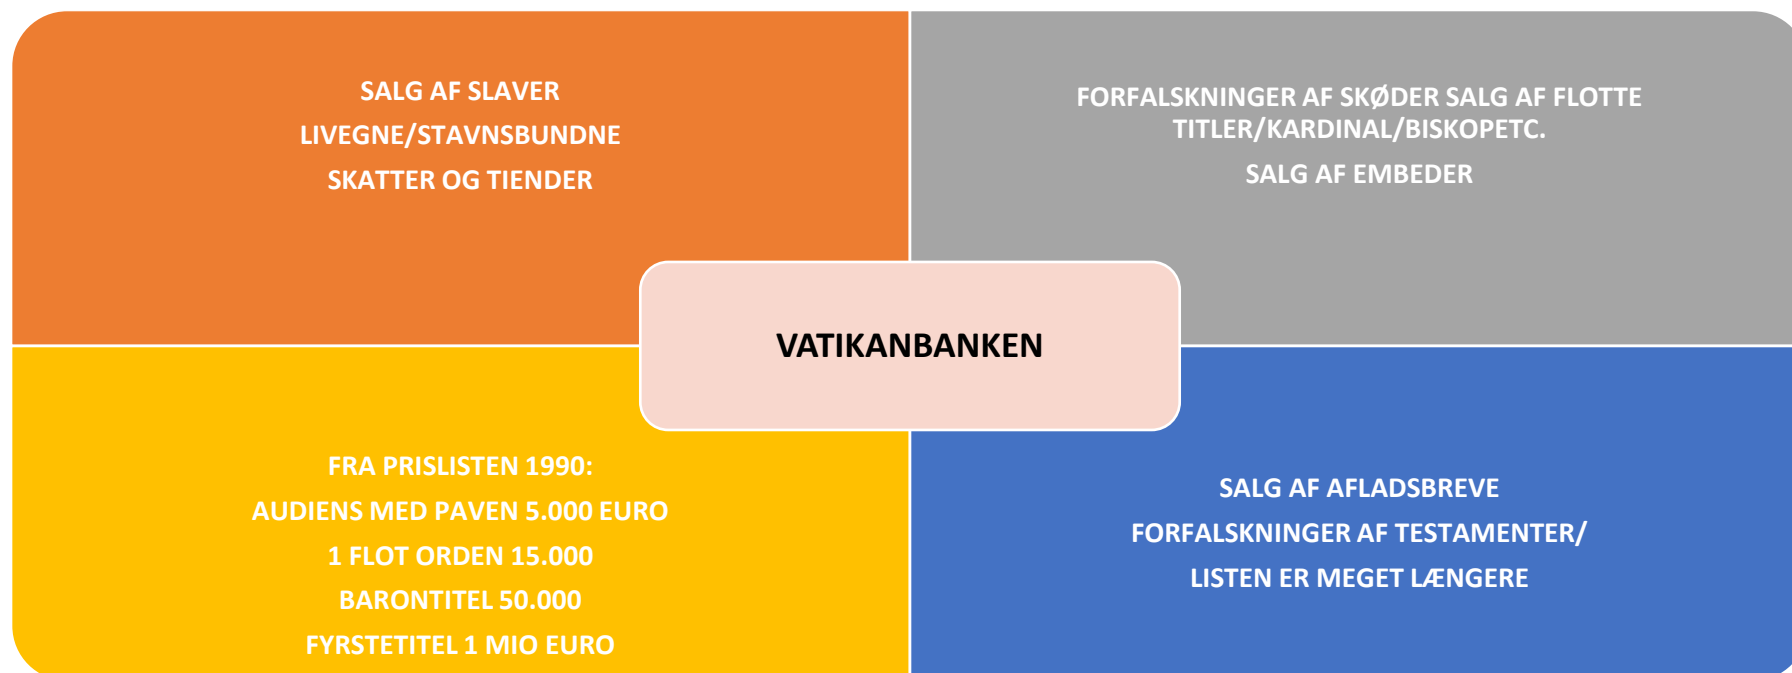 SALG AF SLAVER
LIVEGNE/STAVNSBUNDNE
SKATTER OG TIENDER
FORFALSKNINGER AF SKØDER SALG AF FLOTTE
TITLER/KARDINAL/BISKOPETC.
SALG AF EMBEDER
VATIKANBANKEN
FRA PRISLISTEN 1990:
AUDIENS MED PAVEN 5.000 EURO
1 FLOT ORDEN 15.000
BARONTITEL 50.000
FYRSTETITEL 1 MIO EURO
SALG AF AFLADSBREVE
FORFALSKNINGER AF TESTAMENTER/
LISTEN ER MEGET LÆNGERE